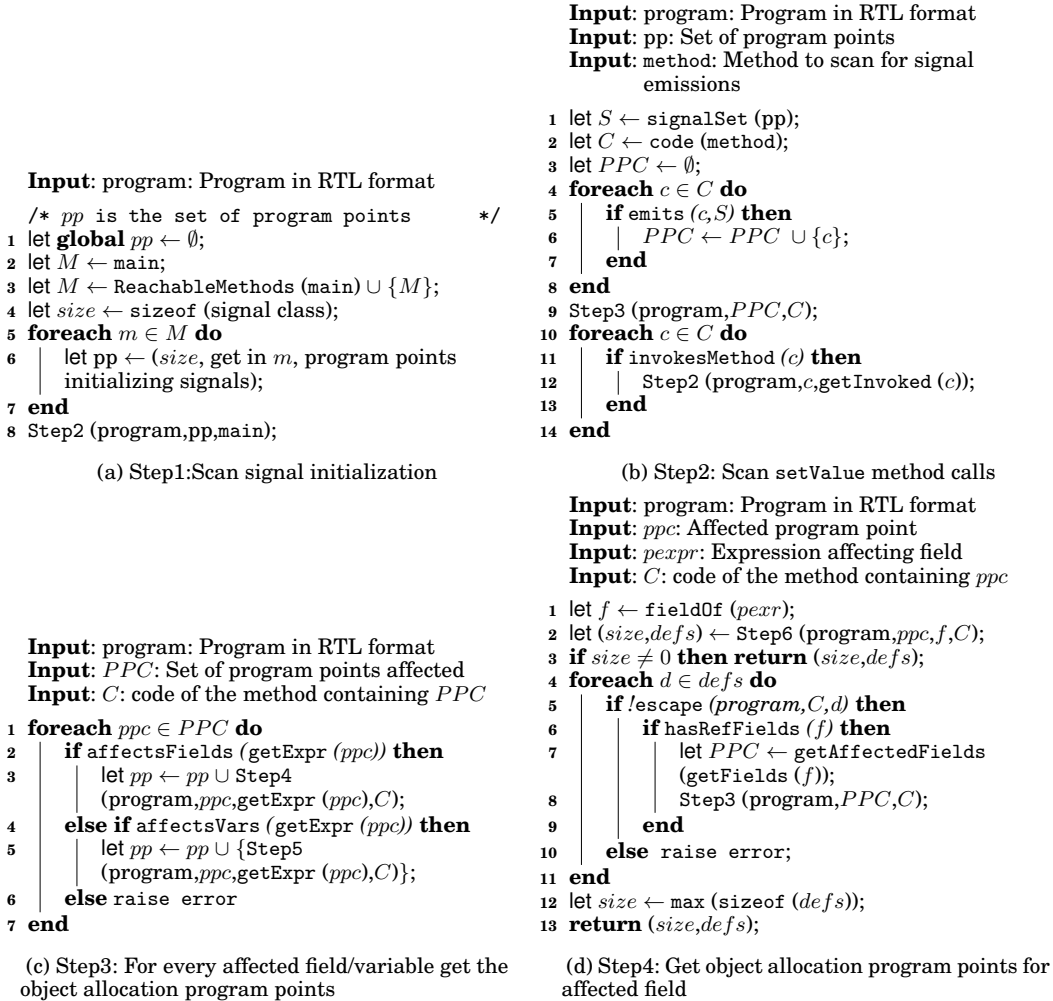 Input: program: Program in RTL format
/* pp is the set of program points */
1 let global pp ← ∅;
2 let M ← main;
3 let M ← ReachableMethods (main) ∪ {M};
4 let size ← sizeof (signal class);
5 foreach m ∈ M do
6 let pp ← (size, get in m, program points
initializing signals);
7 end
8 Step2 (program,pp,main);
(a) Step1:Scan signal initialization
Input: program: Program in RTL format
Input: pp: Set of program points
Input: method: Method to scan for signal
emissions
1 let S ← signalSet (pp);
2 let C ← code (method);
3 let PPC ← ∅;
4 foreach c ∈ C do
5 if emits (c,S) then
6 PPC ← PPC ∪ {c};
7 end
8 end
9 Step3 (program,PPC,C);
10 foreach c ∈ C do
11 if invokesMethod (c) then
12 Step2 (program,c,getInvoked (c));
13 end
14 end
(b) Step2: Scan setValue method calls
Input: program: Program in RTL format
Input: PPC: Set of program points affected
Input: C: code of the method containing PPC
1 foreach ppc ∈ PPC do
2 if affectsFields (getExpr (ppc)) then
3 let pp ← pp ∪ Step4
(program,ppc,getExpr (ppc),C);
4 else if affectsVars (getExpr (ppc)) then
5 let pp ← pp ∪ {Step5
(program,ppc,getExpr (ppc),C)};
6 else raise error
7 end
(c) Step3: For every affected field/variable get the
object allocation program points
Input: program: Program in RTL format
Input: ppc: Affected program point
Input: pexpr: Expression affecting field
Input: C: code of the method containing ppc
1 let f ← fieldOf (pexr);
2 let (size,defs) ← Step6 (program,ppc,f,C);
3 if size ≠ 0 then return (size,defs);
4 foreach d ∈ defs do
5 if !escape (program,C,d) then
6 if hasRefFields (f) then
7 let PPC ← getAffectedFields
(getFields (f));
8 Step3 (program,PPC,C);
9 end
10 else raise error;
11 end
12 let size ← max (sizeof (defs));
13 return (size,defs);
(d) Step4: Get object allocation program points for
affected field